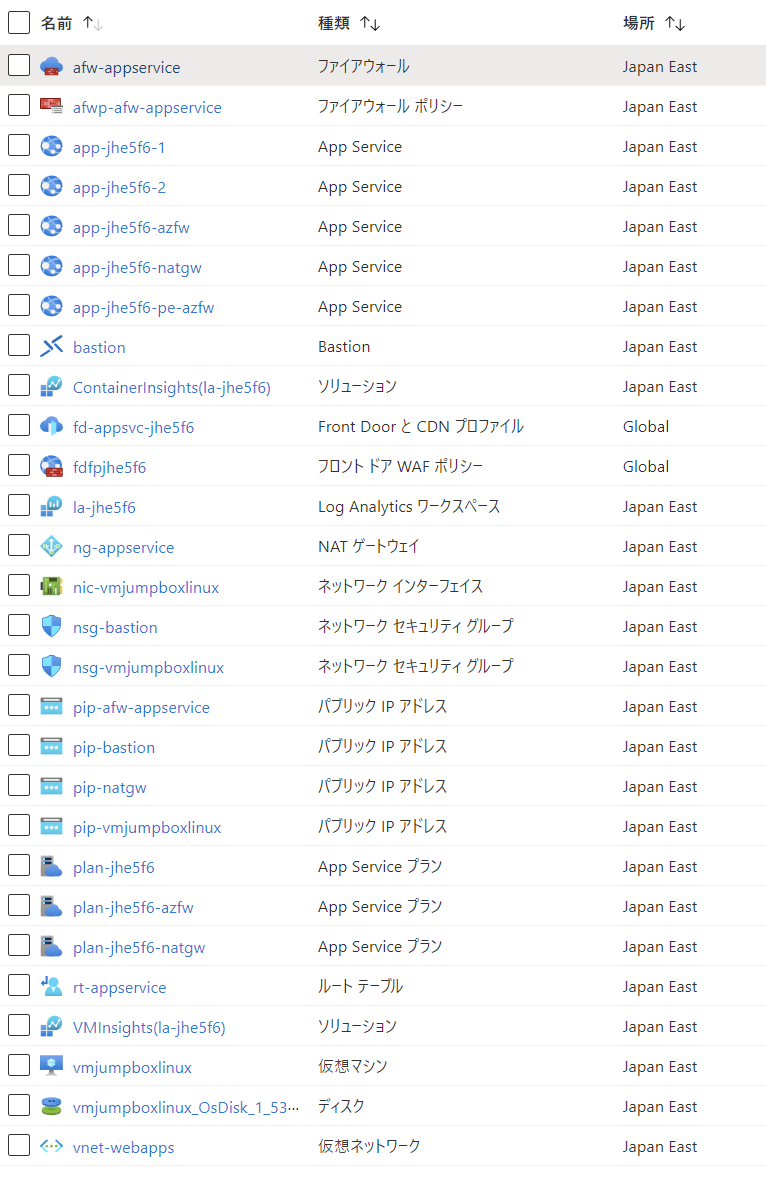 名前 ↑↓ 種類 ↑↓ 場所 ↑↓
afw-appservice ファイアウォール Japan East
afwp-afw-appservice ファイアウォール ポリシー Japan East
app-jhe5f6-1 App Service Japan East
app-jhe5f6-2 App Service Japan East
app-jhe5f6-azfw App Service Japan East
app-jhe5f6-natgw App Service Japan East
app-jhe5f6-pe-azfw App Service Japan East
bastion Bastion Japan East
ContainerInsights(la-jhe5f6) ソリューション Japan East
fd-appsvc-jhe5f6 Front Door と CDN プロファイル Global
fdfpjhe5f6 フロント ドア WAF ポリシー Global
la-jhe5f6 Log Analytics ワークスペース Japan East
ng-appservice NAT ゲートウェイ Japan East
nic-vmjumpboxlinux ネットワーク インターフェイス Japan East
nsg-bastion ネットワーク セキュリティ グループ Japan East
nsg-vmjumpboxlinux ネットワーク セキュリティ グループ Japan East
pip-afw-appservice パブリック IP アドレス Japan East
pip-bastion パブリック IP アドレス Japan East
pip-natgw パブリック IP アドレス Japan East
pip-vmjumpboxlinux パブリック IP アドレス Japan East
plan-jhe5f6 App Service プラン Japan East
plan-jhe5f6-azfw App Service プラン Japan East
plan-jhe5f6-natgw App Service プラン Japan East
rt-appservice ルート テーブル Japan East
VMInsights(la-jhe5f6) ソリューション Japan East
vmjumpboxlinux 仮想マシン Japan East
vmjumpboxlinux_OsDisk_1_53··· ディスク Japan East
vnet-webapps 仮想ネットワーク Japan East